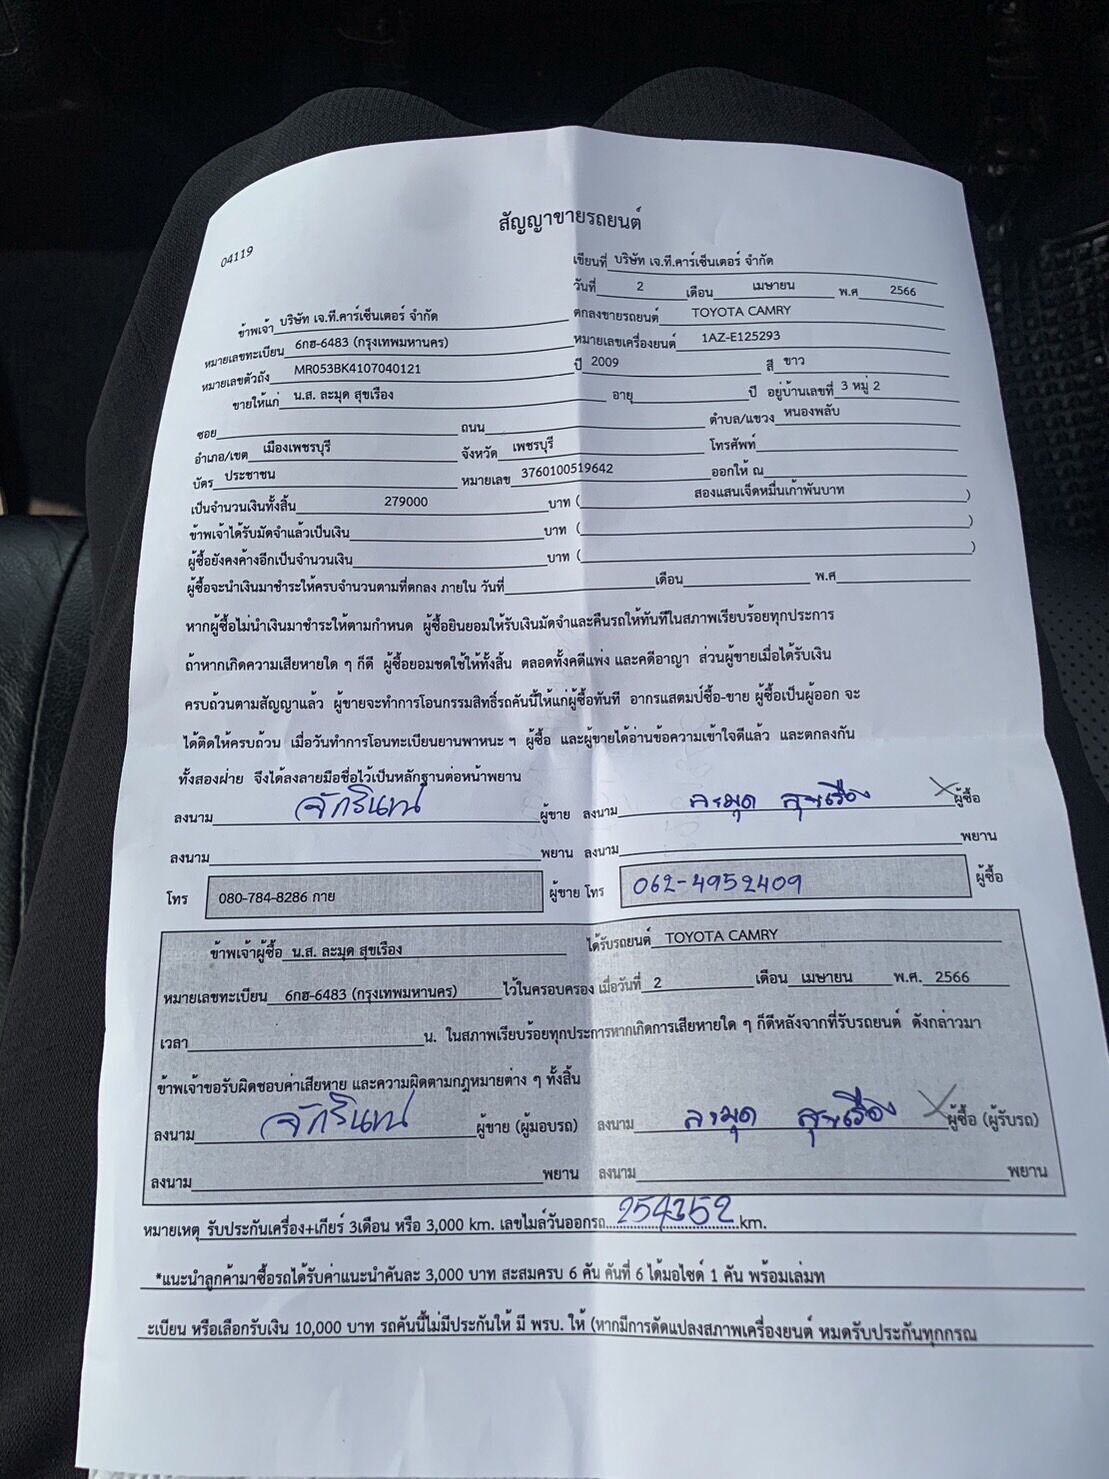 สัญญาขายรถยนต์
04119
เขียนที่ บริษัท เจ.ที.คาร์เซ็นเตอร์ จำกัด
วันที่ 2 เดือน เมษายน พ.ศ 2566
ข้าพเจ้า บริษัท เจ.ที.คาร์เซ็นเตอร์ จำกัด ตกลงขายรถยนต์ TOYOTA CAMRY
หมายเลขทะเบียน 6กฮ-6483 (กรุงเทพมหานคร) หมายเลขเครื่องยนต์ 1AZ-E125293
หมายเลขตัวถัง MR053BK4107040121 ปี 2009 สี ขาว
ขายให้แก่ น.ส. ละมุด สุขเรือง อายุ ปี อยู่บ้านเลขที่ 3 หมู่ 2
ซอย ถนน ตำบล/แขวง หนองพลับ
อำเภอ/เขต เมืองเพชรบุรี จังหวัด เพชรบุรี โทรศัพท์
บัตร ประชาชน หมายเลข 3760100519642 ออกให้ ณ
เป็นจำนวนเงินทั้งสิ้น 279000 บาท ( สองแสนเจ็ดหมื่นเก้าพันบาท )
ข้าพเจ้าได้รับมัดจำแล้วเป็นเงิน บาท ( )
ผู้ซื้อยังคงค้างอีกเป็นจำนวนเงิน บาท ( )
ผู้ซื้อจะนำเงินมาชำระให้ครบจำนวนตามที่ตกลง ภายใน วันที่ เดือน พ.ศ
หากผู้ซื้อไม่นำเงินมาชำระให้ตามกำหนด ผู้ซื้อยินยอมให้รับเงินมัดจำและคืนรถให้ทันทีในสภาพเรียบร้อยทุกประการ
ถ้าหากเกิดความเสียหายใด ๆ ก็ดี ผู้ซื้อยอมชดใช้ให้ทั้งสิ้น ตลอดทั้งคดีแพ่ง และคดีอาญา ส่วนผู้ขายเมื่อได้รับเงิน
ครบถ้วนตามสัญญาแล้ว ผู้ขายจะทำการโอนกรรมสิทธิ์รถคันนี้ให้แก่ผู้ซื้อทันที อากรแสตมป์ซื้อ-ขาย ผู้ซื้อเป็นผู้ออก จะ
ได้ติดให้ครบถ้วน เมื่อวันทำการโอนทะเบียนยานพาหนะ ฯ ผู้ซื้อ และผู้ขายได้อ่านข้อความเข้าใจดีแล้ว และตกลงกัน
ทั้งสองฝ่าย จึงได้ลงลายมือชื่อไว้เป็นหลักฐานต่อหน้าพยาน
ลงนาม จักรินทน์ ผู้ขาย ลงนาม ละมุด สุขเรือง ผู้ซื้อ
ลงนาม พยาน ลงนาม พยาน
โทร 080-784-8286 กาย ผู้ขาย โทร 062-4952409 ผู้ซื้อ
ข้าพเจ้าผู้ซื้อ น.ส. ละมุด สุขเรือง ได้รับรถยนต์ TOYOTA CAMRY
หมายเลขทะเบียน 6กฮ-6483 (กรุงเทพมหานคร) ไว้ในครอบครอง เมื่อวันที่ 2 เดือน เมษายน พ.ศ. 2566
เวลา น. ในสภาพเรียบร้อยทุกประการหากเกิดการเสียหายใด ๆ ก็ดีหลังจากที่รับรถยนต์ ดังกล่าวมา
ข้าพเจ้าขอรับผิดชอบค่าเสียหาย และความผิดตามกฎหมายต่าง ๆ ทั้งสิ้น
ลงนาม จักรินทน์ ผู้ขาย (ผู้มอบรถ) ลงนาม ละมุด สุขเรือง ผู้ซื้อ (ผู้รับรถ)
ลงนาม พยาน ลงนาม พยาน
หมายเหตุ รับประกันเครื่อง+เกียร์ 3เดือน หรือ 3,000 km. เลขไมล์วันออกรถ 254352 km.
*แนะนำลูกค้ามาซื้อรถได้รับค่าแนะนำคันละ 3,000 บาท สะสมครบ 6 คัน คันที่ 6 ได้มอไซด์ 1 คัน พร้อมเล่มท
ะเบียน หรือเลือกรับเงิน 10,000 บาท รถคันนี้ไม่มีประกันให้ มี พรบ. ให้ (หากมีการดัดแปลงสภาพเครื่องยนต์ หมดรับประกันทุกกรณ